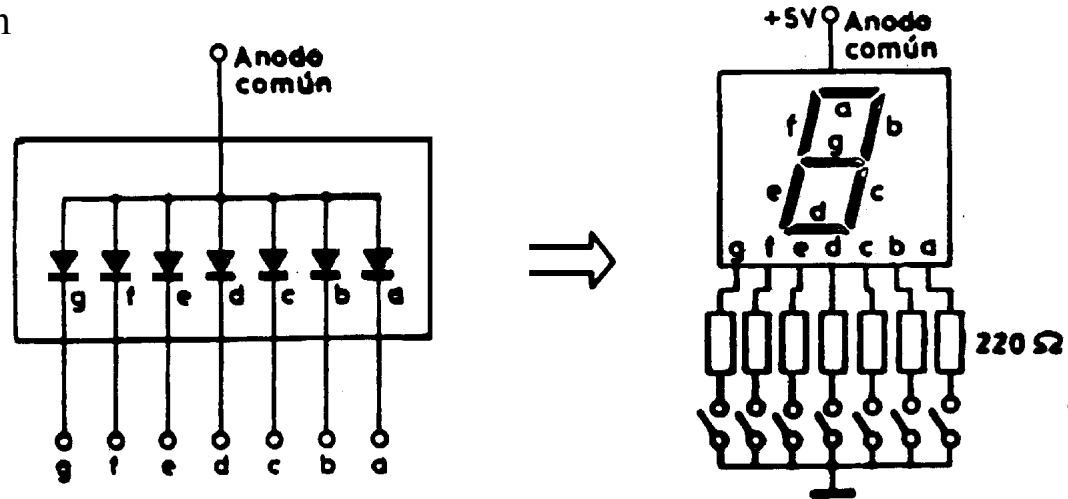 n
Anodo
común
g f e d c b a
g f e d c b a
+5V Anodo
común
a
f b
g
e c
d
g f e d c b a
220 Ω